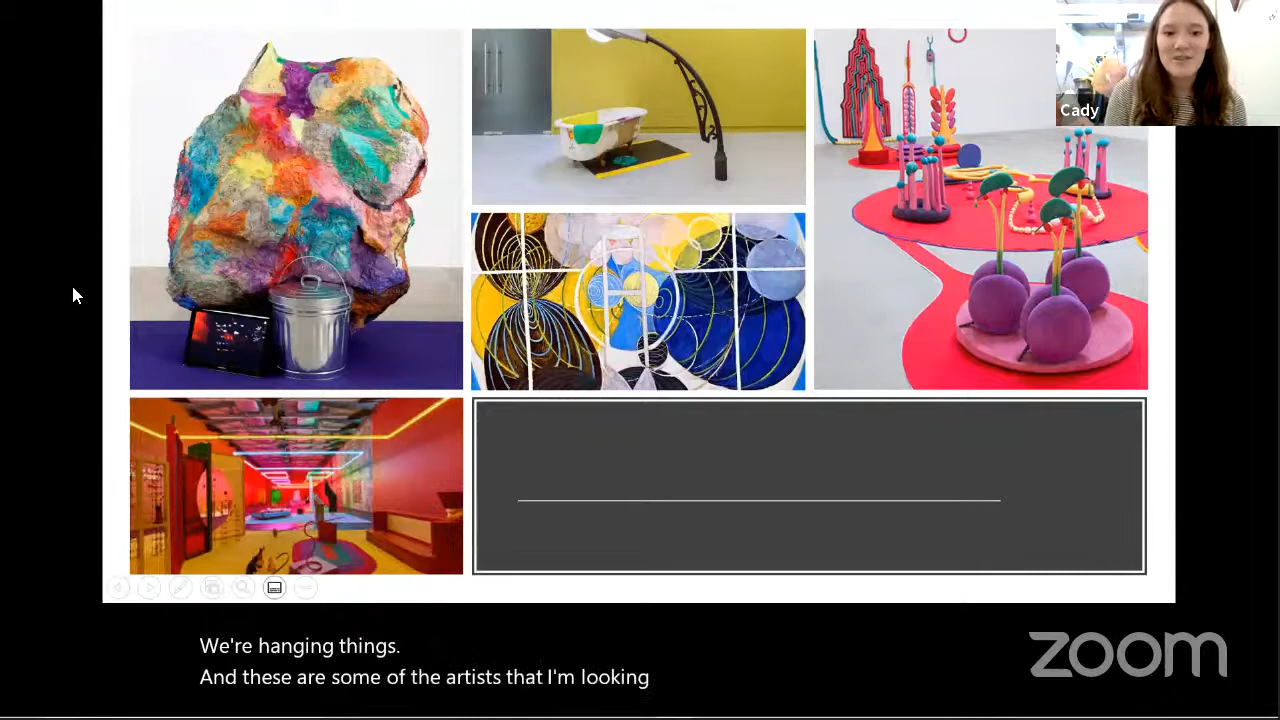 Cady
We're hanging things.
And these are some of the artists that I'm looking
zoom